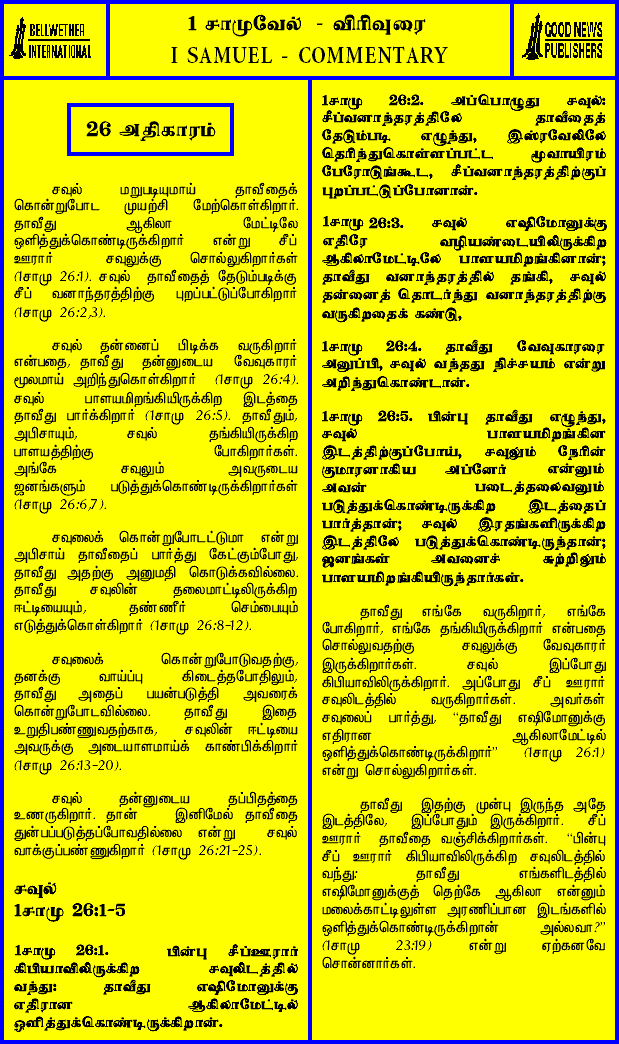 BELLWETHER
INTERNATIONAL
1 சாமுவேல் - விரிவுரை
I SAMUEL - COMMENTARY
GOOD NEWS
PUBLISHERS
26 அதிகாரம்
சவுல் மறுபடியுமாய் தாவீதைக்
கொன்றுபோட முயற்சி மேற்கொள்கிறார்.
தாவீது ஆகிலா மேட்டிலே
ஒளித்துக்கொண்டிருக்கிறார் என்று சீப்
ஊரார் சவுலுக்கு சொல்லுகிறார்கள்
(1சாமு 26:1). சவுல் தாவீதைத் தேடும்படிக்கு
சீப் வனாந்தரத்திற்கு புறப்பட்டுப்போகிறார்
(1சாமு 26:2,3).
சவுல் தன்னைப் பிடிக்க வருகிறார்
என்பதை, தாவீது தன்னுடைய வேவுகாரர்
மூலமாய் அறிந்துகொள்கிறார் (1சாமு 26:4).
சவுல் பாளயமிறங்கியிருக்கிற இடத்தை
தாவீது பார்க்கிறார் (1சாமு 26:5). தாவீதும்,
அபிசாயும், சவுல் தங்கியிருக்கிற
பாளயத்திற்கு போகிறார்கள்.
அங்கே சவுலும் அவருடைய
ஜனங்களும் படுத்துக்கொண்டிருக்கிறார்கள்
(1சாமு 26:6,7).
சவுலைக் கொன்றுபோடட்டுமா என்று
அபிசாய் தாவீதைப் பார்த்து கேட்கும்போது,
தாவீது அதற்கு அனுமதி கொடுக்கவில்லை.
தாவீது சவுலின் தலைமாட்டிலிருக்கிற
ஈட்டியையும், தண்ணீர் செம்பையும்
எடுத்துக்கொள்கிறார் (1சாமு 26:8-12).
சவுலைக் கொன்றுபோடுவதற்கு,
தனக்கு வாய்ப்பு கிடைத்தபோதிலும்,
தாவீது அதைப் பயன்படுத்தி அவரைக்
கொன்றுபோடவில்லை. தாவீது இதை
உறுதிபண்ணுவதற்காக, சவுலின் ஈட்டியை
அவருக்கு அடையாளமாய்க் காண்பிக்கிறார்
(1சாமு 26:13-20).
சவுல் தன்னுடைய தப்பிதத்தை
உணருகிறார். தான் இனிமேல் தாவீதை
துன்பப்படுத்தப்போவதில்லை என்று சவுல்
வாக்குப்பண்ணுகிறார் (1சாமு 26:21-25).
சவுல்
1சாமு 26:1-5
1சாமு 26:1. பின்பு சீப்ஊரார்
கிபியாவிலிருக்கிற சவுலிடத்தில்
வந்து: தாவீது எஷிமோனுக்கு
எதிரான ஆகிலாமேட்டில்
ஒளித்துக்கொண்டிருக்கிறான்.
1சாமு 26:2. அப்பொழுது சவுல்:
சீப்வனாந்தரத்திலே தாவீதைத்
தேடும்படி எழுந்து, இஸ்ரவேலிலே
தெரிந்துகொள்ளப்பட்ட மூவாயிரம்
பேரோடுங்கூட, சீப்வனாந்தரத்திற்குப்
புறப்பட்டுப்போனான்.
1சாமு 26:3. சவுல் எஷிமோனுக்கு
எதிரே வழியண்டையிலிருக்கிற
ஆகிலாமேட்டிலே பாளயமிறங்கினான்;
தாவீது வனாந்தரத்தில் தங்கி, சவுல்
தன்னைத் தொடர்ந்து வனாந்தரத்திற்கு
வருகிறதைக் கண்டு,
1சாமு 26:4. தாவீது வேவுகாரரை
அனுப்பி, சவுல் வந்தது நிச்சயம் என்று
அறிந்துகொண்டான்.
1சாமு 26:5. பின்பு தாவீது எழுந்து,
சவுல் பாளயமிறங்கின
இடத்திற்குப்போய், சவுலும் நேரின்
குமாரனாகிய அப்னேர் என்னும்
அவன் படைத்தலைவனும்
படுத்துக்கொண்டிருக்கிற இடத்தைப்
பார்த்தான்; சவுல் இரதங்களிருக்கிற
இடத்திலே படுத்துக்கொண்டிருந்தான்;
ஜனங்கள் அவனைச் சுற்றிலும்
பாளயமிறங்கியிருந்தார்கள்.
தாவீது எங்கே வருகிறார், எங்கே
போகிறார், எங்கே தங்கியிருக்கிறார் என்பதை
சொல்லுவதற்கு சவுலுக்கு வேவுகாரர்
இருக்கிறார்கள். சவுல் இப்போது
கிபியாவிலிருக்கிறார். அப்போது சீப் ஊரார்
சவுலிடத்தில் வருகிறார்கள். அவர்கள்
சவுலைப் பார்த்து, “தாவீது எஷிமோனுக்கு
எதிரான ஆகிலாமேட்டில்
ஒளித்துக்கொண்டிருக்கிறார்” (1சாமு 26:1)
என்று சொல்லுகிறார்கள்.
தாவீது இதற்கு முன்பு இருந்த அதே
இடத்திலே, இப்போதும் இருக்கிறார். சீப்
ஊரார் தாவீதை வஞ்சிக்கிறார்கள். “பின்பு
சீப் ஊரார் கிபியாவிலிருக்கிற சவுலிடத்தில்
வந்து: தாவீது எங்களிடத்தில்
எஷிமோனுக்குத் தெற்கே ஆகிலா என்னும்
மலைக்காட்டிலுள்ள அரணிப்பான இடங்களில்
ஒளித்துக்கொண்டிருக்கிறான் அல்லவா?”
(1சாமு 23:19) என்று ஏற்கனவே
சொன்னார்கள்.